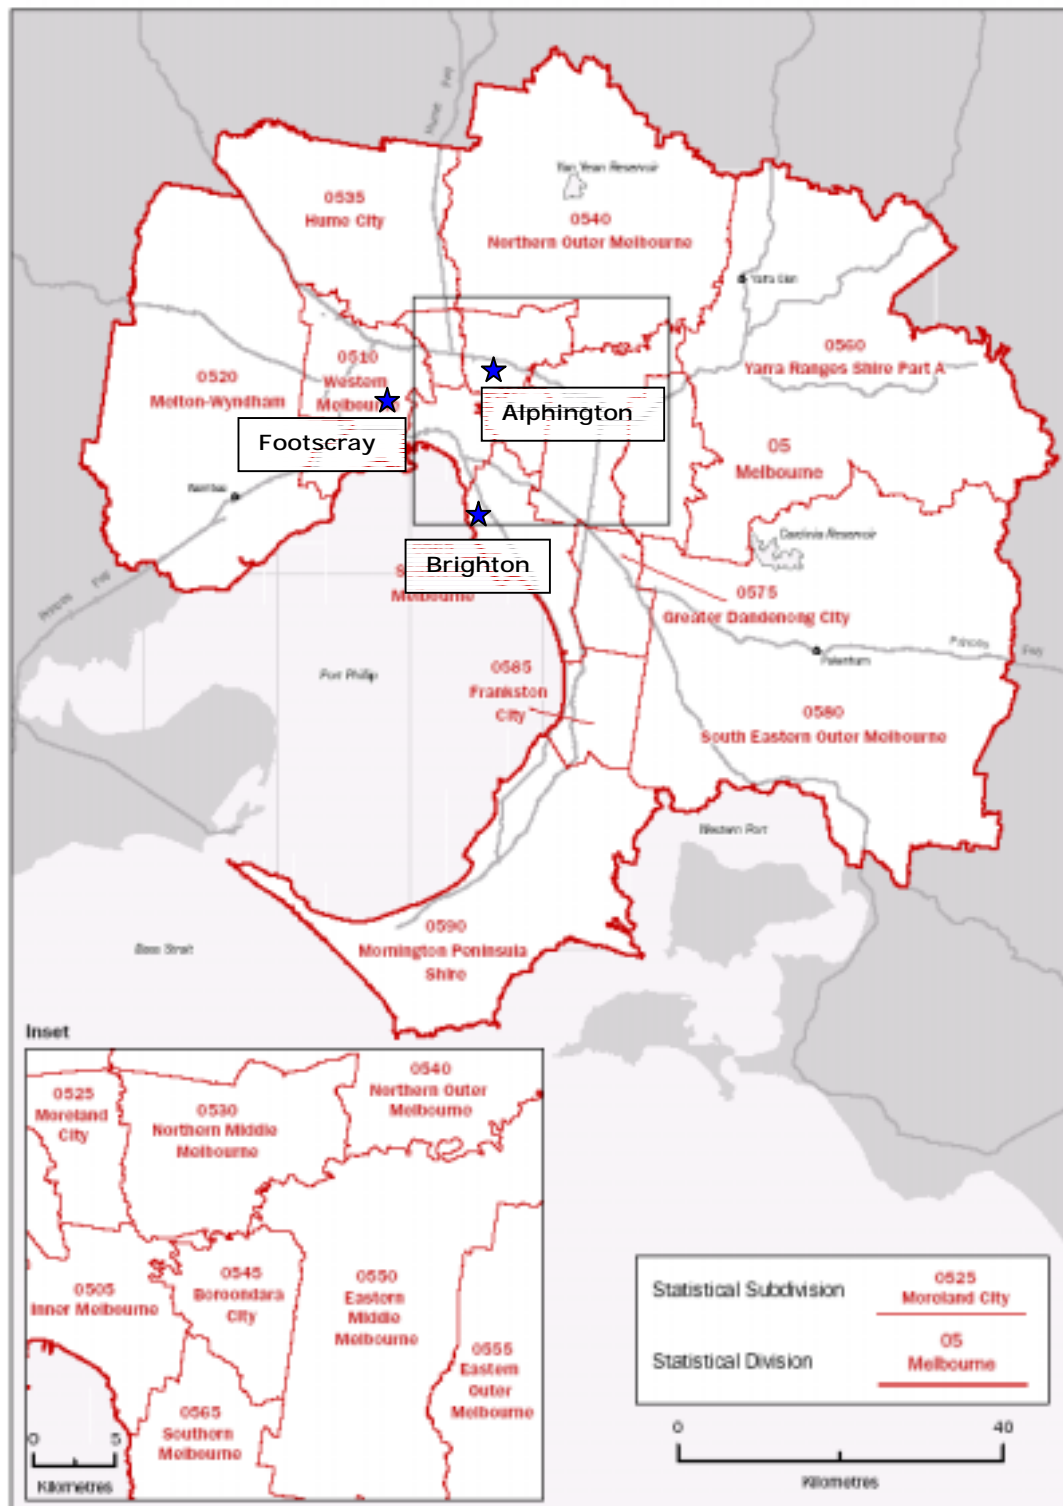 Hume Fwy
Yan Yean Reservoir
0535
Hume City
0540
Northern Outer Melbourne
Yarra Glen
0560
Yarra Ranges Shire Part A
0510
Western
Melbourne
0520
Melton-Wyndham
Alphington
Footscray
05
Melbourne
Werribee
Cardinia Reservoir
Brighton
S
Melbourne
Princes Fwy
0575
Greater Dandenong City
Princes Fwy
Pakenham
Port Phillip
0585
Frankston
City
0580
South Eastern Outer Melbourne
Western Port
0590
Mornington Peninsula
Shire
Bass Strait
Inset
0525
Moreland
City
0530
Northern Middle
Melbourne
0540
Northern Outer
Melbourne
0505
Inner Melbourne
0545
Boroondara
City
0550
Eastern
Middle
Melbourne
0555
Eastern
Outer
Melbourne
0565
Southern
Melbourne
0 5
Kilometres
Statistical Subdivision
0525
Moreland City
Statistical Division
05
Melbourne
0 40
Kilometres